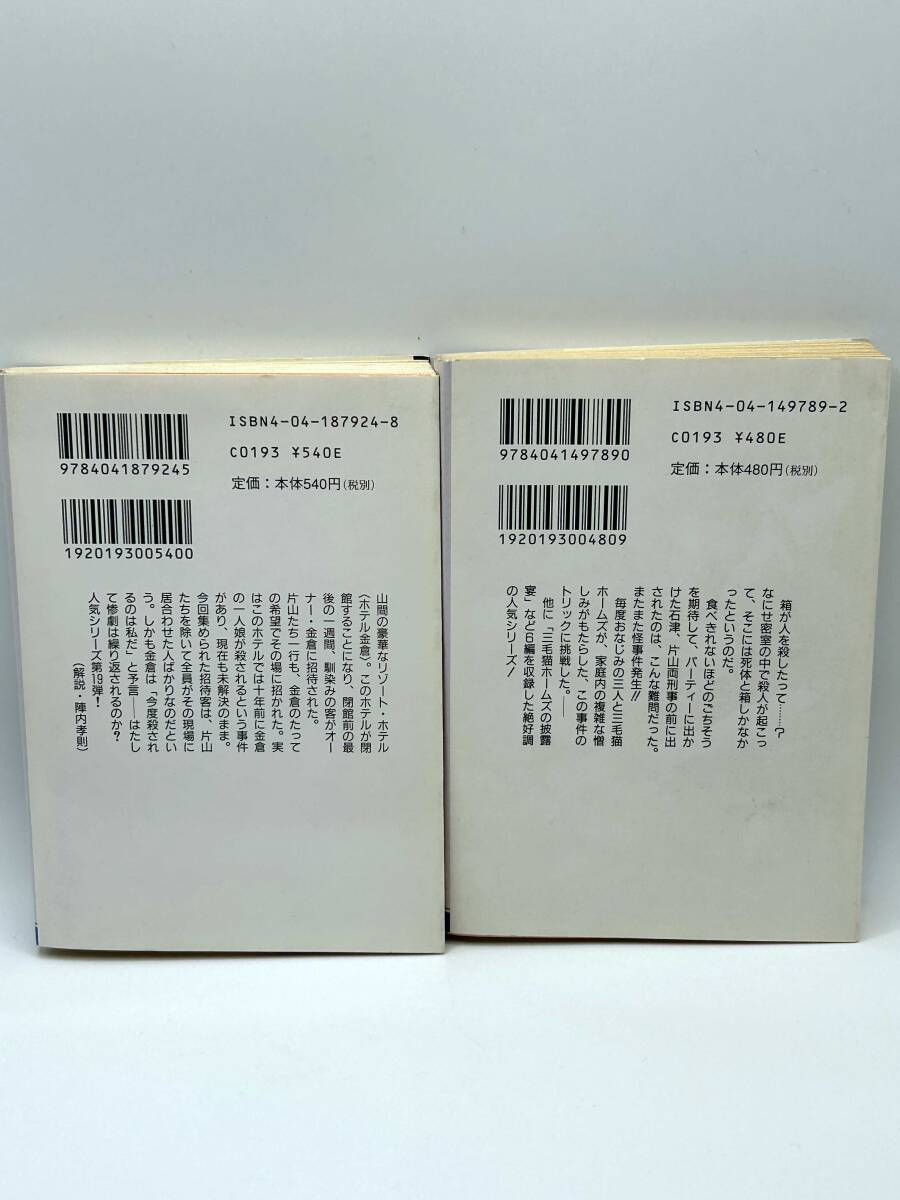 ISBN4-04-187924-8
C0193 ¥540E
9784041879245
定価：本体540円(税別)
1920193005400
山間の豪華なリゾート・ホテル
〈ホテル金倉〉。このホテルが閉
館することになり、閉館前の最
後の一週間、馴染みの客がオー
ナー・金倉に招待された。
片山たち一行も、金倉のたって
の希望でその場に招かれた。実
はこのホテルでは十年前に金倉
の一人娘が殺されるという事件
があり、現在も未解決のまま。
今回集められた招待客は、片山
たちを除いて全員がその現場に
居合わせた人ばかりなのだとい
う。しかも金倉は「今度殺され
るのは私だ」と予言――はたし
て惨劇は繰り返されるのか？
人気シリーズ第19弾！
（解説・陣内孝則）
ISBN4-04-149789-2
C0193 ¥480E
9784041497890
定価：本体480円(税別)
1920193004809
箱が人を殺したって……？
なにせ密室の中で殺人が起こっ
て、そこには死体と箱しかなか
ったというのだ。
食べきれないほどのごちそう
を期待して、パーティーに出か
けた石津、片山両刑事の前に出
されたのは、こんな難問だった。
またまた怪事件発生!!
毎度おなじみの三人と三毛猫
ホームズが、家庭内の複雑な憎
しみがもたらした、この事件の
トリックに挑戦した。――
他に「三毛猫ホームズの披露
宴」など6編を収録した絶好調
の人気シリーズ！